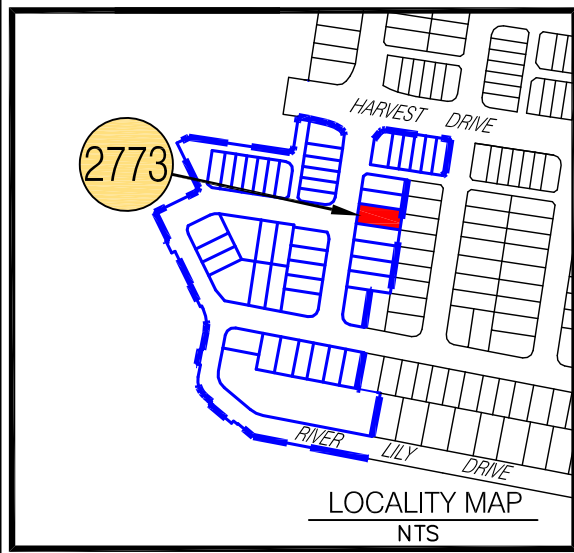 HARVEST DRIVE
2773
RIVER LILY DRIVE
LOCALITY MAP
NTS